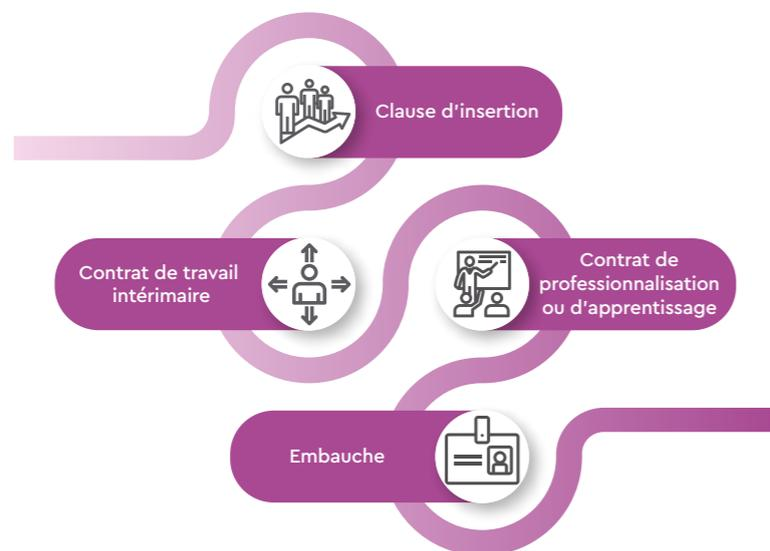 Clause d'insertion
Contrat de travail
intérimaire
Contrat de
professionnalisation
ou d'apprentissage
Embauche